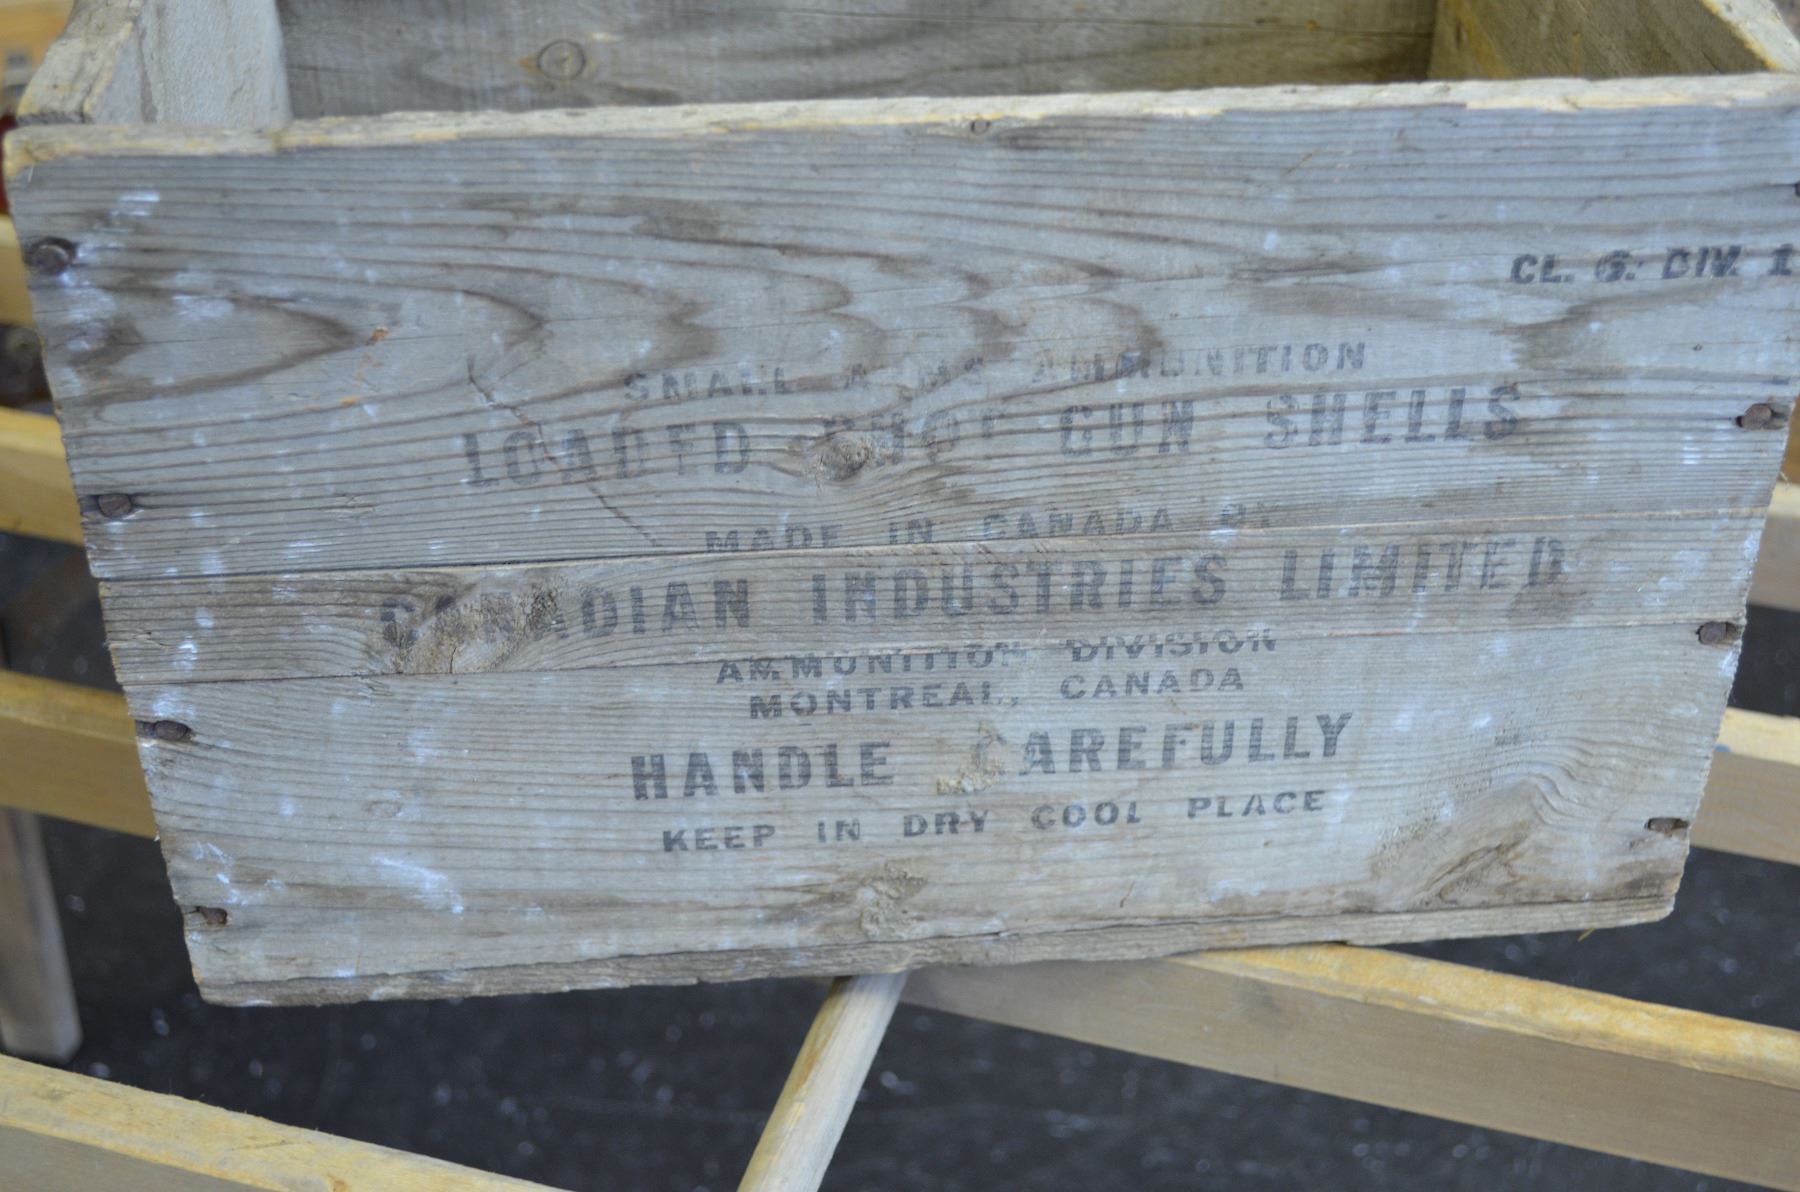 CL. 6. DIV. 1
SMALL ARMS AMMUNITION
LOADED SHOT GUN SHELLS
MADE IN CANADA BY
CANADIAN INDUSTRIES LIMITED
AMMUNITION DIVISION
MONTREAL, CANADA
HANDLE CAREFULLY
KEEP IN DRY COOL PLACE